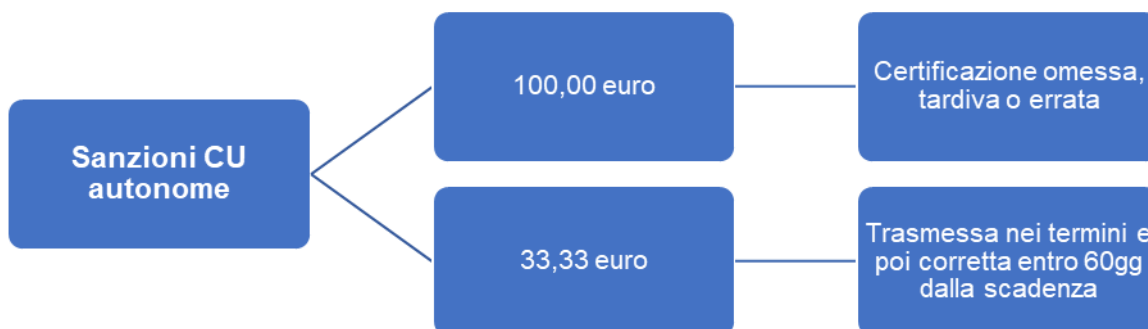 Sanzioni CU
autonome
100,00 euro
Certificazione omessa,
tardiva o errata
33,33 euro
Trasmessa nei termini e
poi corretta entro 60gg
dalla scadenza